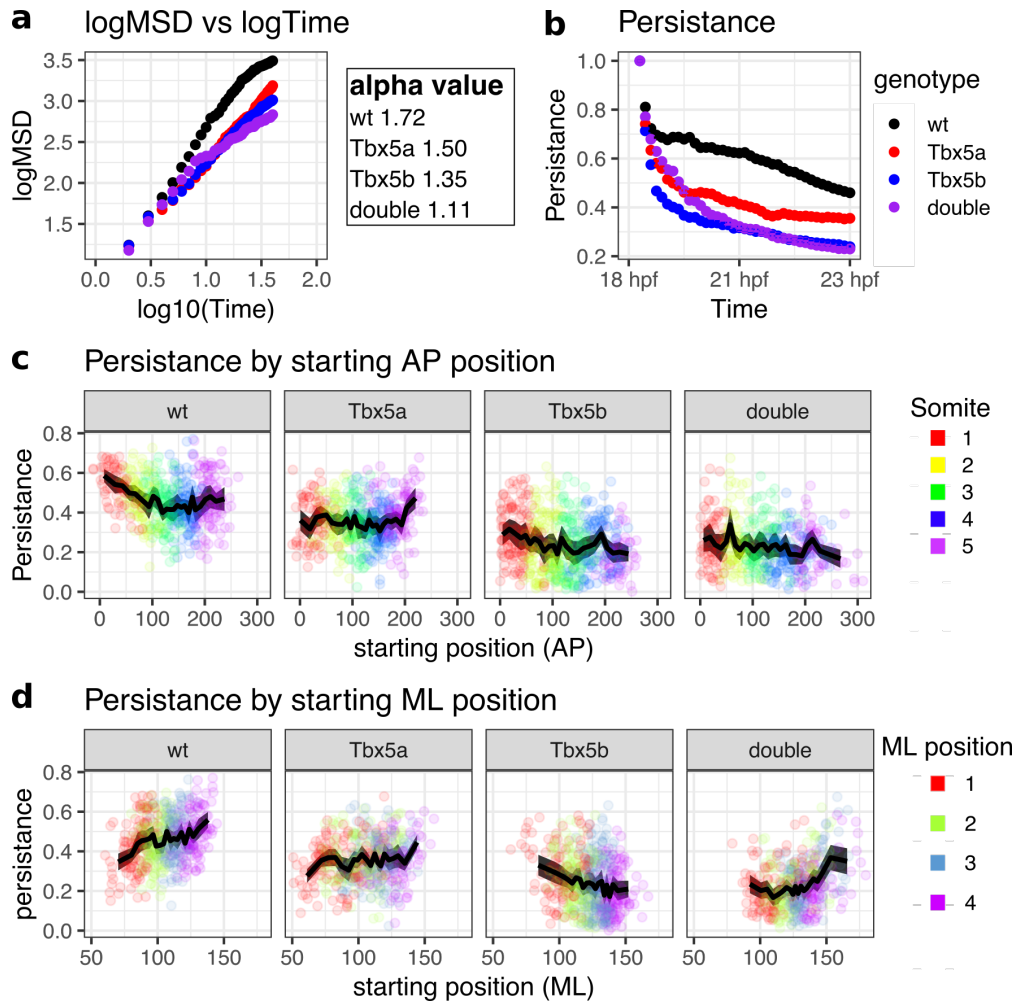 a logMSD vs logTime
3.5
3.0
2.5
2.0
1.5
logMSD
0.0 0.5 1.0 1.5 2.0
log10(Time)
alpha value
wt 1.72
Tbx5a 1.50
Tbx5b 1.35
double 1.11
b Persistance
1.0
0.8
0.6
0.4
0.2
Persistance
18 hpf 21 hpf 23 hpf
Time
genotype
wt
Tbx5a
Tbx5b
double
c Persistance by starting AP position
wt Tbx5a Tbx5b double
0.8
0.6
0.4
0.2
0.0
Persistance
0 100 200 300 0 100 200 300 0 100 200 300 0 100 200 300
starting position (AP)
Somite
1
2
3
4
5
d Persistance by starting ML position
wt Tbx5a Tbx5b double
0.8
0.6
0.4
0.2
0.0
persistance
50 100 150 50 100 150 50 100 150 50 100 150
starting position (ML)
ML position
1
2
3
4